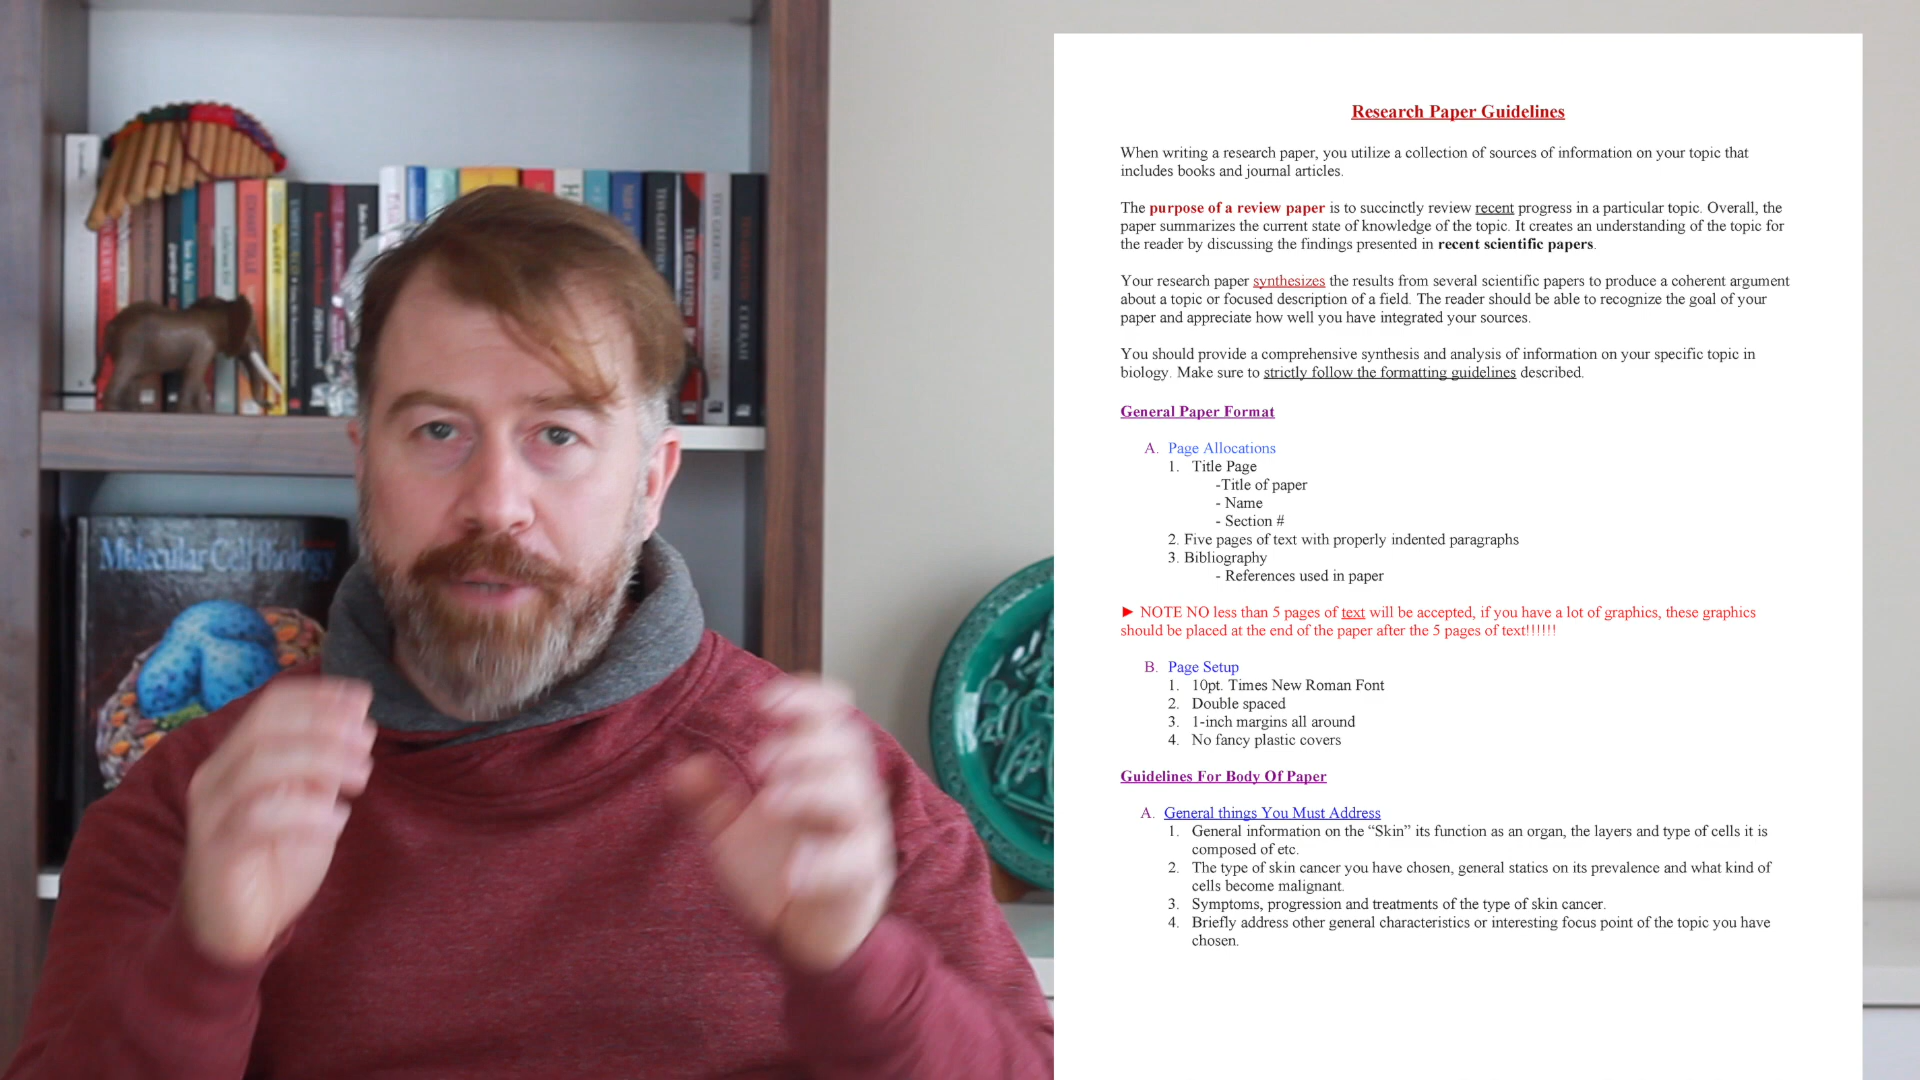 Molecular Cell Biology
Research Paper Guidelines
When writing a research paper, you utilize a collection of sources of information on your topic that
includes books and journal articles.
The purpose of a review paper is to succinctly review recent progress in a particular topic. Overall, the
paper summarizes the current state of knowledge of the topic. It creates an understanding of the topic for
the reader by discussing the findings presented in recent scientific papers.
Your research paper synthesizes the results from several scientific papers to produce a coherent argument
about a topic or focused description of a field. The reader should be able to recognize the goal of your
paper and appreciate how well you have integrated your sources.
You should provide a comprehensive synthesis and analysis of information on your specific topic in
biology. Make sure to strictly follow the formatting guidelines described.
General Paper Format
A. Page Allocations
1. Title Page
-Title of paper
- Name
- Section #
2. Five pages of text with properly indented paragraphs
3. Bibliography
- References used in paper
► NOTE NO less than 5 pages of text will be accepted, if you have a lot of graphics, these graphics
should be placed at the end of the paper after the 5 pages of text!!!!!!
B. Page Setup
1. 10pt. Times New Roman Font
2. Double spaced
3. 1-inch margins all around
4. No fancy plastic covers
Guidelines For Body Of Paper
A. General things You Must Address
1. General information on the “Skin” its function as an organ, the layers and type of cells it is
composed of etc.
2. The type of skin cancer you have chosen, general statics on its prevalence and what kind of
cells become malignant.
3. Symptoms, progression and treatments of the type of skin cancer.
4. Briefly address other general characteristics or interesting focus point of the topic you have
chosen.